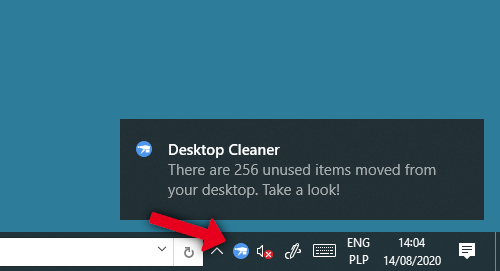 Desktop Cleaner
There are 256 unused items moved from
your desktop. Take a look!
ENG
PLP
14:04
14/08/2020